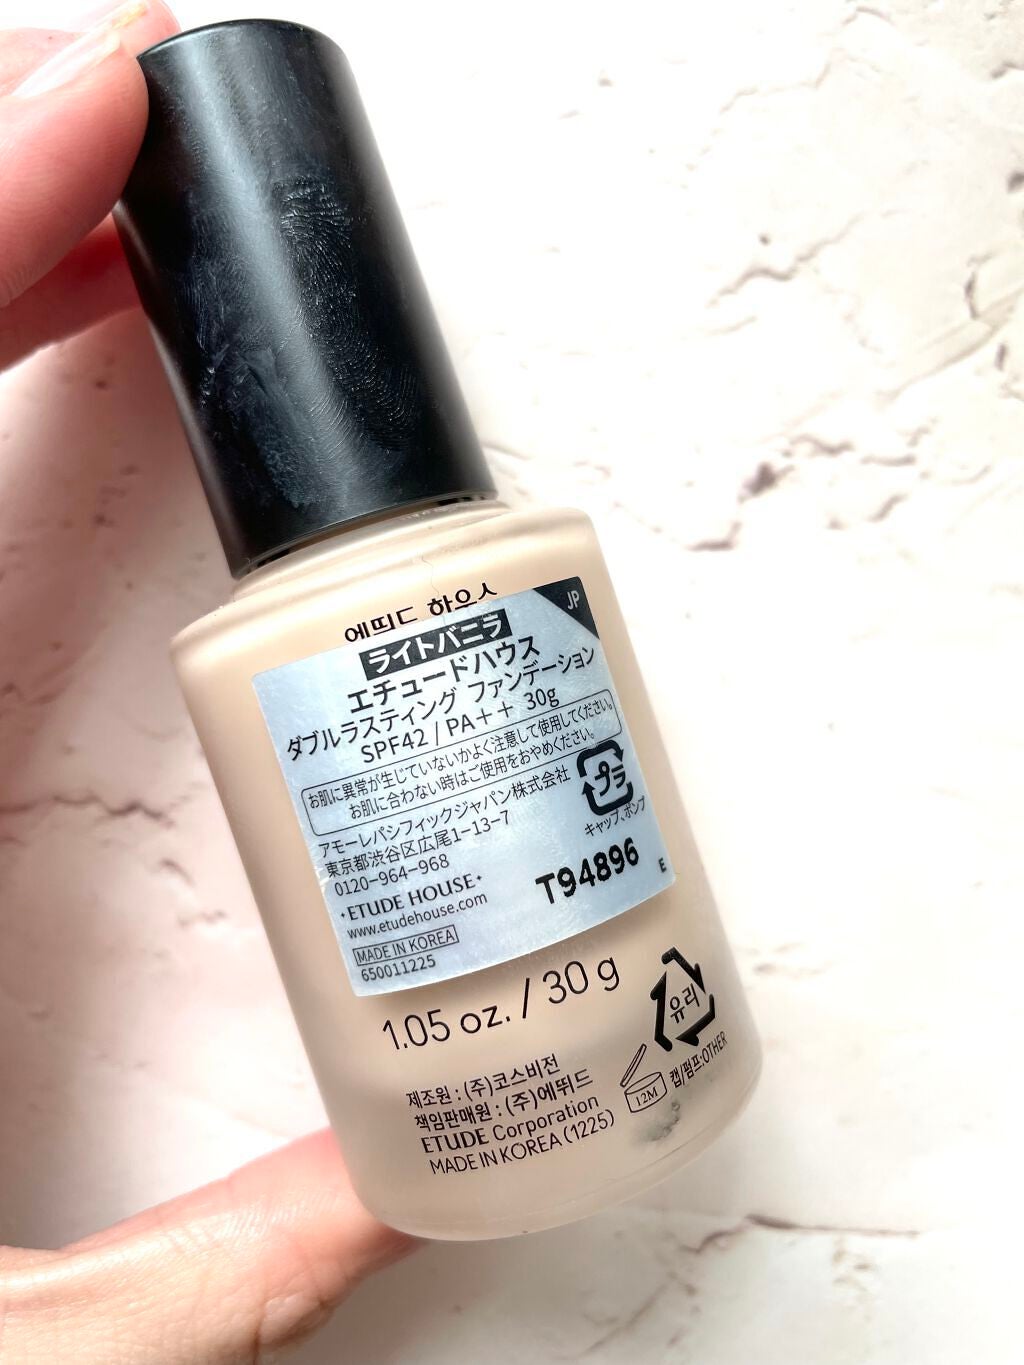 에뛰드 하우스
JP
ライトバニラ
エチュードハウス
ダブルラスティング ファンデーション
SPF42 / PA++ 30g
お肌に異常が生じていないかよく注意して使用してください。
お肌に合わない時はご使用をおやめください。
アモーレパシフィックジャパン株式会社
東京都渋谷区広尾1-13-7
0120-964-968
プラ
キャップ、ポンプ
ETUDE HOUSE
www.etudehouse.com
T94896
E
MADE IN KOREA
650011225
1.05 oz. / 30 g
유리
캡/펌프:OTHER
12M
제조원 : (주)코스비전
책임판매원 : (주)에뛰드
ETUDE Corporation
MADE IN KOREA (1225)